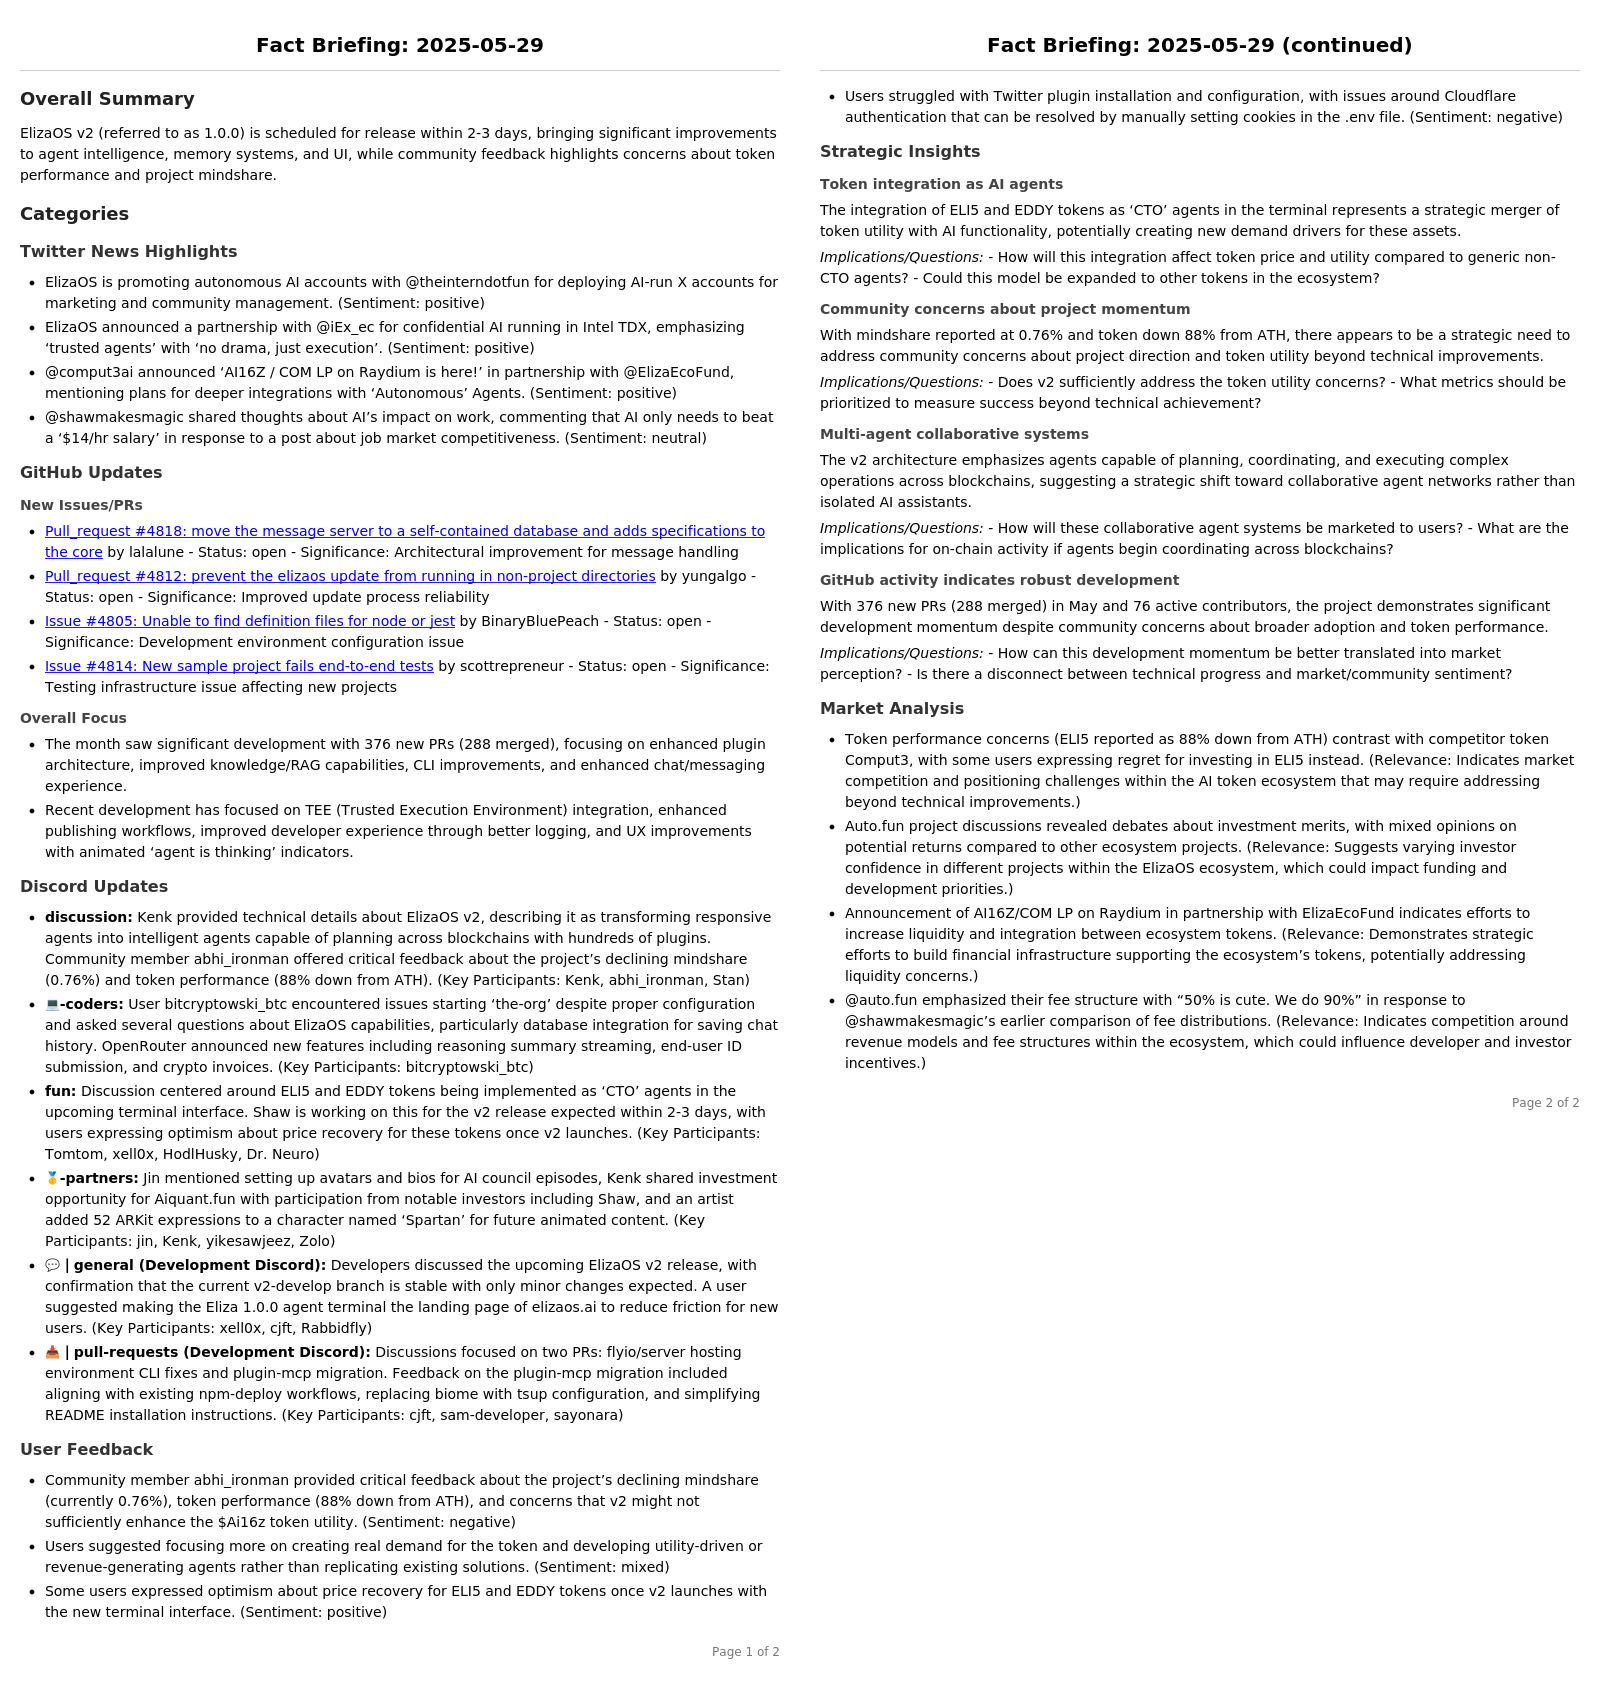 Fact Briefing: 2025-05-29
Overall Summary
ElizaOS v2 (referred to as 1.0.0) is scheduled for release within 2-3 days, bringing significant improvements
to agent intelligence, memory systems, and UI, while community feedback highlights concerns about token
performance and project mindshare.
Categories
Twitter News Highlights
• ElizaOS is promoting autonomous AI accounts with @theinterndotfun for deploying AI-run X accounts for
marketing and community management. (Sentiment: positive)
• ElizaOS announced a partnership with @iEx_ec for confidential AI running in Intel TDX, emphasizing
‘trusted agents’ with ‘no drama, just execution’. (Sentiment: positive)
• @comput3ai announced ‘AI16Z / COM LP on Raydium is here!’ in partnership with @ElizaEcoFund,
mentioning plans for deeper integrations with ‘Autonomous’ Agents. (Sentiment: positive)
• @shawmakesmagic shared thoughts about AI’s impact on work, commenting that AI only needs to beat
a ‘$14/hr salary’ in response to a post about job market competitiveness. (Sentiment: neutral)
GitHub Updates
New Issues/PRs
• Pull_request #4818: move the message server to a self-contained database and adds specifications to
the core by lalalune - Status: open - Significance: Architectural improvement for message handling
• Pull_request #4812: prevent the elizaos update from running in non-project directories by yungalgo -
Status: open - Significance: Improved update process reliability
• Issue #4805: Unable to find definition files for node or jest by BinaryBluePeach - Status: open -
Significance: Development environment configuration issue
• Issue #4814: New sample project fails end-to-end tests by scottrepreneur - Status: open - Significance:
Testing infrastructure issue affecting new projects
Overall Focus
• The month saw significant development with 376 new PRs (288 merged), focusing on enhanced plugin
architecture, improved knowledge/RAG capabilities, CLI improvements, and enhanced chat/messaging
experience.
• Recent development has focused on TEE (Trusted Execution Environment) integration, enhanced
publishing workflows, improved developer experience through better logging, and UX improvements
with animated ‘agent is thinking’ indicators.
Discord Updates
• discussion: Kenk provided technical details about ElizaOS v2, describing it as transforming responsive
agents into intelligent agents capable of planning across blockchains with hundreds of plugins.
Community member abhi_ironman offered critical feedback about the project’s declining mindshare
(0.76%) and token performance (88% down from ATH). (Key Participants: Kenk, abhi_ironman, Stan)
• 💻-coders: User bitcryptowski_btc encountered issues starting ‘the-org’ despite proper configuration
and asked several questions about ElizaOS capabilities, particularly database integration for saving chat
history. OpenRouter announced new features including reasoning summary streaming, end-user ID
submission, and crypto invoices. (Key Participants: bitcryptowski_btc)
• fun: Discussion centered around ELI5 and EDDY tokens being implemented as ‘CTO’ agents in the
upcoming terminal interface. Shaw is working on this for the v2 release expected within 2-3 days, with
users expressing optimism about price recovery for these tokens once v2 launches. (Key Participants:
Tomtom, xell0x, HodlHusky, Dr. Neuro)
• 🥇-partners: Jin mentioned setting up avatars and bios for AI council episodes, Kenk shared investment
opportunity for Aiquant.fun with participation from notable investors including Shaw, and an artist
added 52 ARKit expressions to a character named ‘Spartan’ for future animated content. (Key
Participants: jin, Kenk, yikesawjeez, Zolo)
• 💬 | general (Development Discord): Developers discussed the upcoming ElizaOS v2 release, with
confirmation that the current v2-develop branch is stable with only minor changes expected. A user
suggested making the Eliza 1.0.0 agent terminal the landing page of elizaos.ai to reduce friction for new
users. (Key Participants: xell0x, cjft, Rabbidfly)
• 📥 | pull-requests (Development Discord): Discussions focused on two PRs: flyio/server hosting
environment CLI fixes and plugin-mcp migration. Feedback on the plugin-mcp migration included
aligning with existing npm-deploy workflows, replacing biome with tsup configuration, and simplifying
README installation instructions. (Key Participants: cjft, sam-developer, sayonara)
User Feedback
• Community member abhi_ironman provided critical feedback about the project’s declining mindshare
(currently 0.76%), token performance (88% down from ATH), and concerns that v2 might not
sufficiently enhance the $Ai16z token utility. (Sentiment: negative)
• Users suggested focusing more on creating real demand for the token and developing utility-driven or
revenue-generating agents rather than replicating existing solutions. (Sentiment: mixed)
• Some users expressed optimism about price recovery for ELI5 and EDDY tokens once v2 launches with
the new terminal interface. (Sentiment: positive)
Page 1 of 2
Fact Briefing: 2025-05-29 (continued)
• Users struggled with Twitter plugin installation and configuration, with issues around Cloudflare
authentication that can be resolved by manually setting cookies in the .env file. (Sentiment: negative)
Strategic Insights
Token integration as AI agents
The integration of ELI5 and EDDY tokens as ‘CTO’ agents in the terminal represents a strategic merger of
token utility with AI functionality, potentially creating new demand drivers for these assets.
Implications/Questions: - How will this integration affect token price and utility compared to generic non-
CTO agents? - Could this model be expanded to other tokens in the ecosystem?
Community concerns about project momentum
With mindshare reported at 0.76% and token down 88% from ATH, there appears to be a strategic need to
address community concerns about project direction and token utility beyond technical improvements.
Implications/Questions: - Does v2 sufficiently address the token utility concerns? - What metrics should be
prioritized to measure success beyond technical achievement?
Multi-agent collaborative systems
The v2 architecture emphasizes agents capable of planning, coordinating, and executing complex
operations across blockchains, suggesting a strategic shift toward collaborative agent networks rather than
isolated AI assistants.
Implications/Questions: - How will these collaborative agent systems be marketed to users? - What are the
implications for on-chain activity if agents begin coordinating across blockchains?
GitHub activity indicates robust development
With 376 new PRs (288 merged) in May and 76 active contributors, the project demonstrates significant
development momentum despite community concerns about broader adoption and token performance.
Implications/Questions: - How can this development momentum be better translated into market
perception? - Is there a disconnect between technical progress and market/community sentiment?
Market Analysis
• Token performance concerns (ELI5 reported as 88% down from ATH) contrast with competitor token
Comput3, with some users expressing regret for investing in ELI5 instead. (Relevance: Indicates market
competition and positioning challenges within the AI token ecosystem that may require addressing
beyond technical improvements.)
• Auto.fun project discussions revealed debates about investment merits, with mixed opinions on
potential returns compared to other ecosystem projects. (Relevance: Suggests varying investor
confidence in different projects within the ElizaOS ecosystem, which could impact funding and
development priorities.)
• Announcement of AI16Z/COM LP on Raydium in partnership with ElizaEcoFund indicates efforts to
increase liquidity and integration between ecosystem tokens. (Relevance: Demonstrates strategic
efforts to build financial infrastructure supporting the ecosystem’s tokens, potentially addressing
liquidity concerns.)
• @auto.fun emphasized their fee structure with “50% is cute. We do 90%” in response to
@shawmakesmagic’s earlier comparison of fee distributions. (Relevance: Indicates competition around
revenue models and fee structures within the ecosystem, which could influence developer and investor
incentives.)
Page 2 of 2